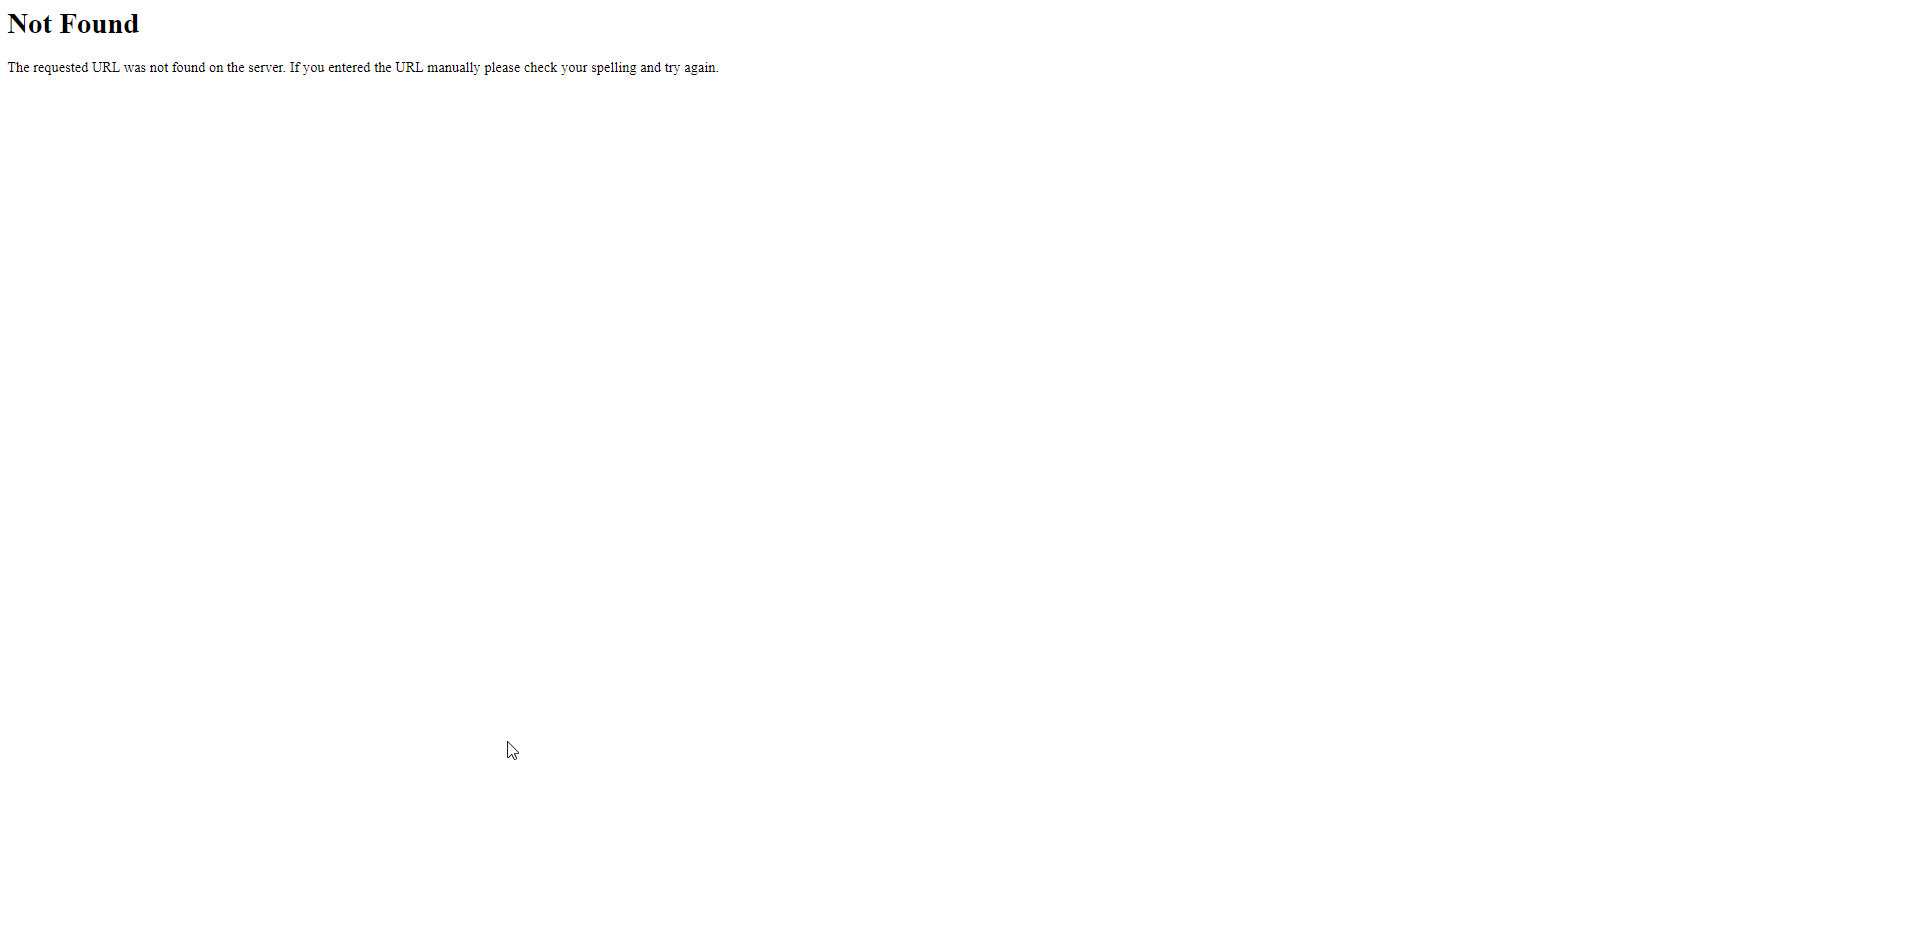 Not Found
The requested URL was not found on the server. If you entered the URL manually please check your spelling and try again.